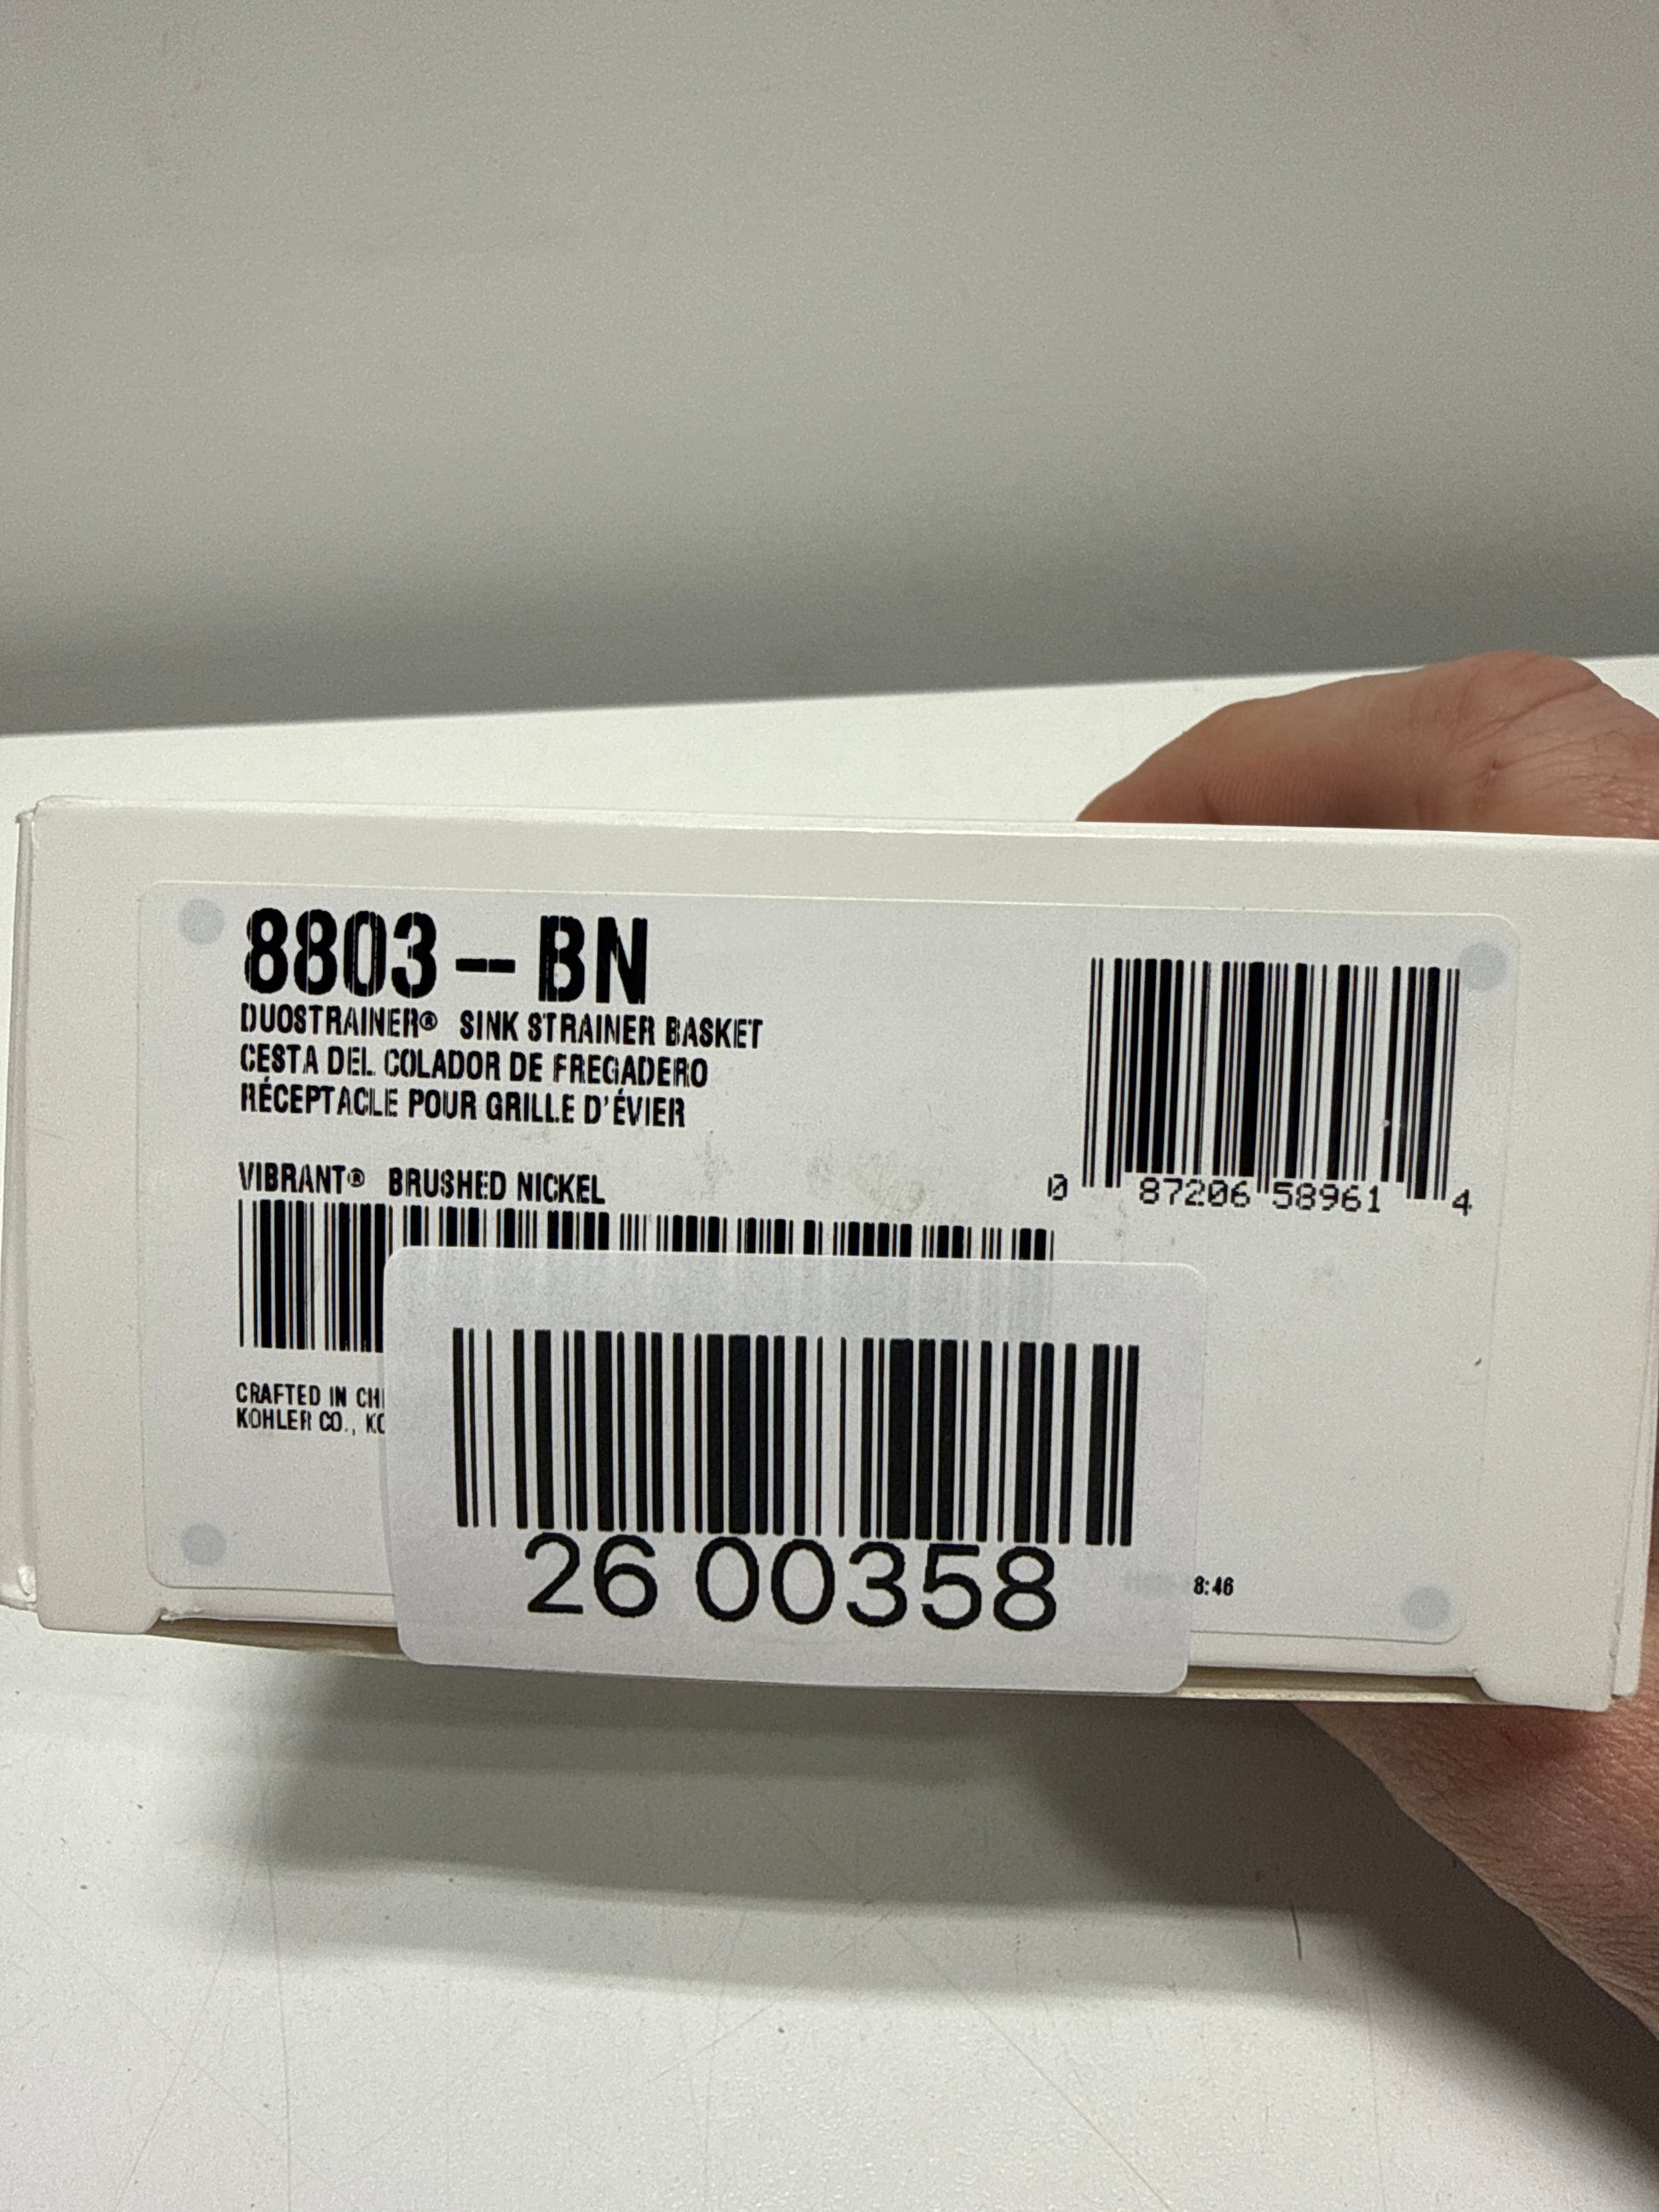 8803-BN
DUOSTRAINER® SINK STRAINER BASKET
CESTA DEL COLADOR DE FREGADERO
RÉCEPTACLE POUR GRILLE D'ÉVIER
VIBRANT® BRUSHED NICKEL
0 87206 58961 4
CRAFTED IN CHI
KOHLER CO., KO
26 00358
8:46